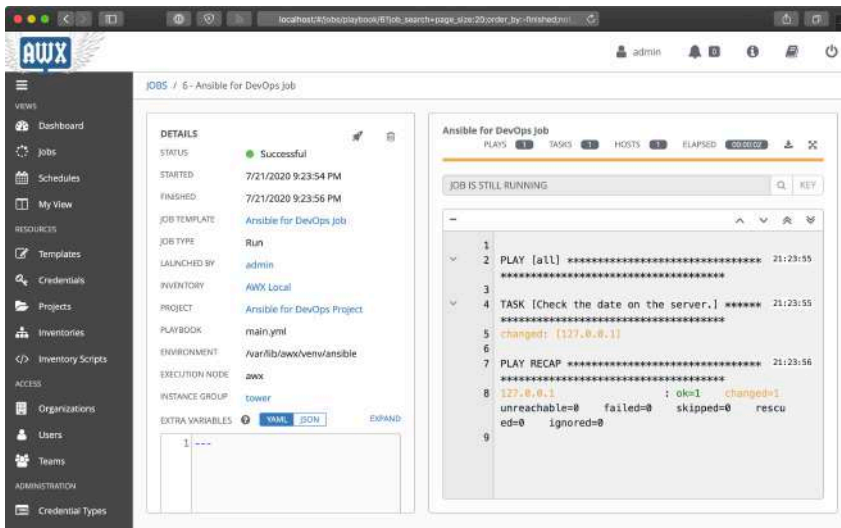 localhost/#/jobs/playbook/6?job_search=page_size:20;order_by:-finished;not...
AWX
admin
0
JOBS / 6 - Ansible for DevOps Job
VIEWS
Dashboard
Jobs
Schedules
My View
RESOURCES
Templates
Credentials
Projects
Inventories
Inventory Scripts
ACCESS
Organizations
Users
Teams
ADMINISTRATION
Credential Types
DETAILS
STATUS Successful
STARTED 7/21/2020 9:23:54 PM
FINISHED 7/21/2020 9:23:56 PM
JOB TEMPLATE Ansible for DevOps Job
JOB TYPE Run
LAUNCHED BY admin
INVENTORY AWX Local
PROJECT Ansible for DevOps Project
PLAYBOOK main.yml
ENVIRONMENT /var/lib/awx/venv/ansible
EXECUTION NODE awx
INSTANCE GROUP tower
EXTRA VARIABLES YAML JSON EXPAND
1 ---
Ansible for DevOps Job
PLAYS 1 TASKS 1 HOSTS 1 ELAPSED 00:00:02
JOB IS STILL RUNNING KEY
1
2 PLAY [all] ********************************* 21:23:55
**************************************
3
4 TASK [Check the date on the server.] ****** 21:23:55
**************************************
5 changed: [127.0.0.1]
6
7 PLAY RECAP ********************************* 21:23:56
**************************************
8 127.0.0.1 : ok=1 changed=1
unreachable=0 failed=0 skipped=0 rescu
ed=0 ignored=0
9